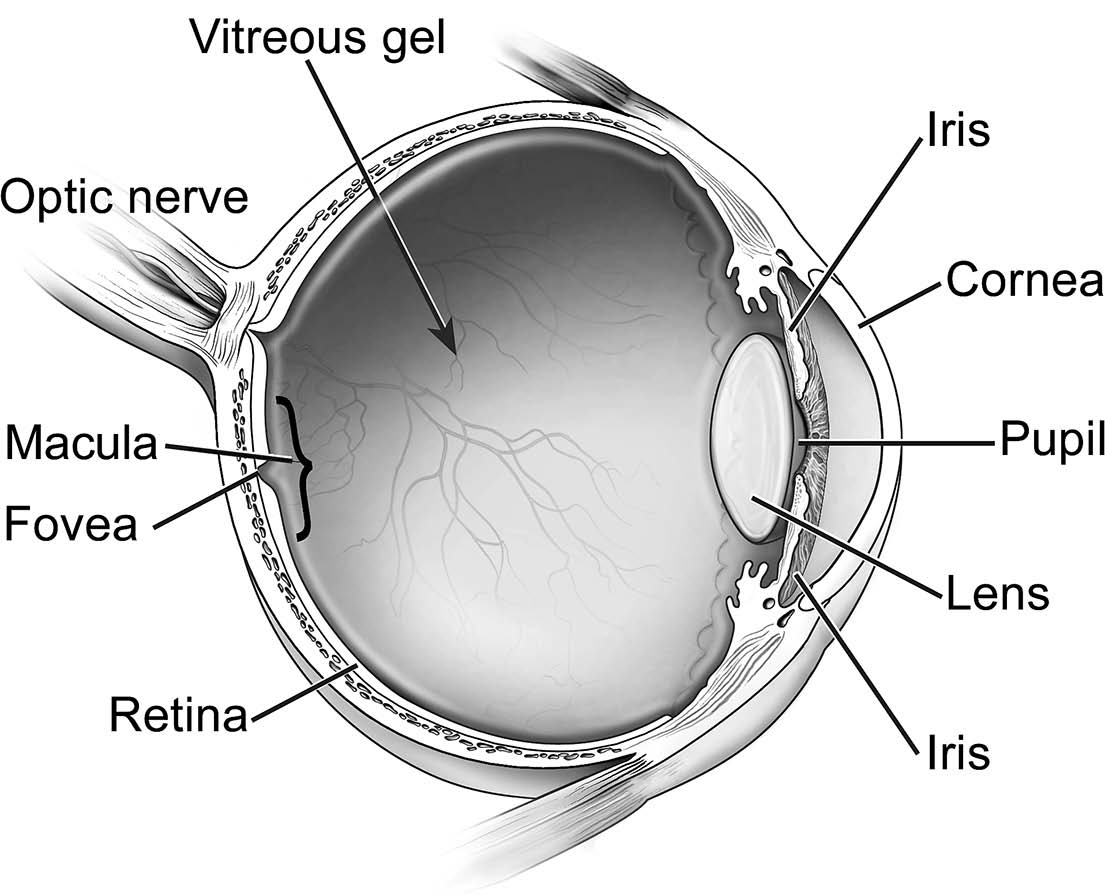 Vitreous gel
Iris
Optic nerve
Cornea
Macula
Pupil
Fovea
Lens
Retina
Iris